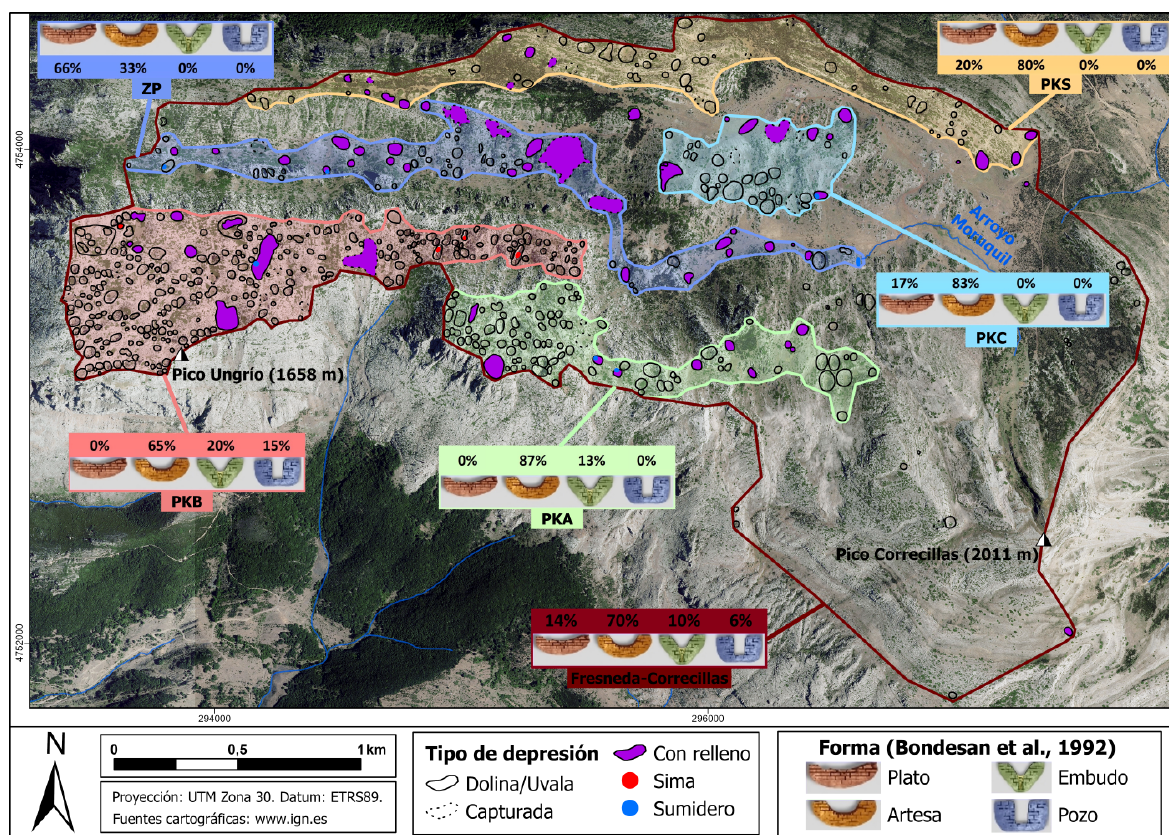 66% 33% 0% 0%
ZP
20% 80% 0% 0%
PKS
4754000
Arroyo
Moniquil
17% 83% 0% 0%
PKC
Pico Ungrío (1658 m)
0% 65% 20% 15%
PKB
0% 87% 13% 0%
PKA
Pico Correcillas (2011 m)
14% 70% 10% 6%
Fresneda-Correcillas
4752000
294000
296000
N
0 0,5 1 km
Proyección: UTM Zona 30. Datum: ETRS89.
Fuentes cartográficas: www.ign.es
Tipo de depresión
Dolina/Uvala
Capturada
Con relleno
Sima
Sumidero
Forma (Bondesan et al., 1992)
Plato
Embudo
Artesa
Pozo